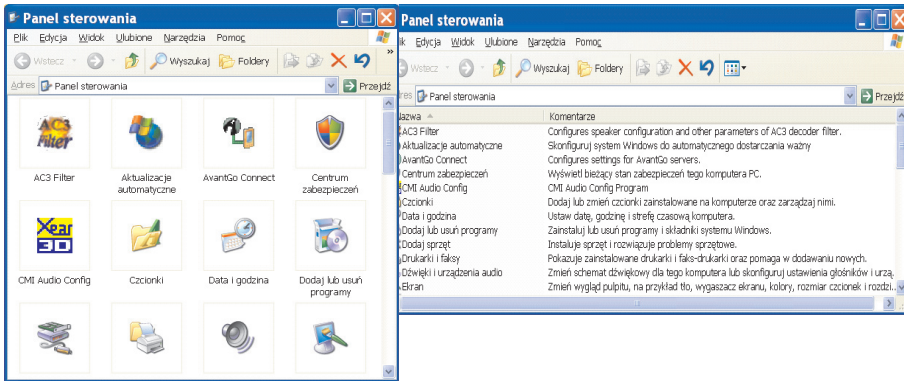 Panel sterowania
Plik Edycja Widok Ulubione Narzędzia Pomoc
Wstecz Wyszukaj Foldery »
Adres Panel sterowania Przejdź
AC3 Filter
AC3 Filter
Aktualizacje automatyczne
AvantGo Connect
Centrum zabezpieczeń
Xear 3D
CMI Audio Config
Czcionki
Data i godzina
Dodaj lub usuń programy
Panel sterowania
lik Edycja Widok Ulubione Narzędzia Pomoc
Wstecz Wyszukaj Foldery
res Panel sterowania Przejdź
Nazwa Komentarze
AC3 Filter Configures speaker configuration and other parameters of AC3 decoder filter.
Aktualizacje automatyczne Skonfiguruj system Windows do automatycznego dostarczania ważny
AvantGo Connect Configures settings for AvantGo servers.
Centrum zabezpieczeń Wyświetl bieżący stan zabezpieczeń tego komputera PC.
CMI Audio Config CMI Audio Config Program
Czcionki Dodaj lub zmień czcionki zainstalowane na komputerze oraz zarządzaj nimi.
Data i godzina Ustaw datę, godzinę i strefę czasową komputera.
Dodaj lub usuń programy Zainstaluj lub usuń programy i składniki systemu Windows.
Dodaj sprzęt Instaluje sprzęt i rozwiązuje problemy sprzętowe.
Drukarki i faksy Pokazuje zainstalowane drukarki i faks-drukarki oraz pomaga w dodawaniu nowych.
Dźwięki i urządzenia audio Zmień schemat dźwiękowy dla tego komputera lub skonfiguruj ustawienia głośników i urzą.
Ekran Zmień wygląd pulpitu, na przykład tło, wygaszacz ekranu, kolory, rozmiar czcionek i rozdzi..